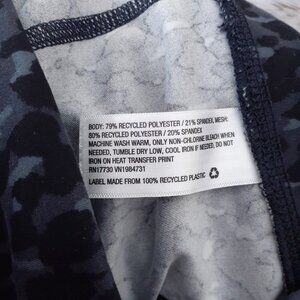 BODY: 79% RECYCLED POLYESTER / 21% SPANDEX, MESH:
80% RECYCLED POLYESTER / 20% SPANDEX
MACHINE WASH WARM, ONLY NON-CHLORINE BLEACH WHEN
NEEDED, TUMBLE DRY LOW, COOL IRON IF NEEDED, DO NOT
IRON ON HEAT TRANSFER PRINT
RN17730 VN1984731
LABEL MADE FROM 100% RECYCLED PLASTIC